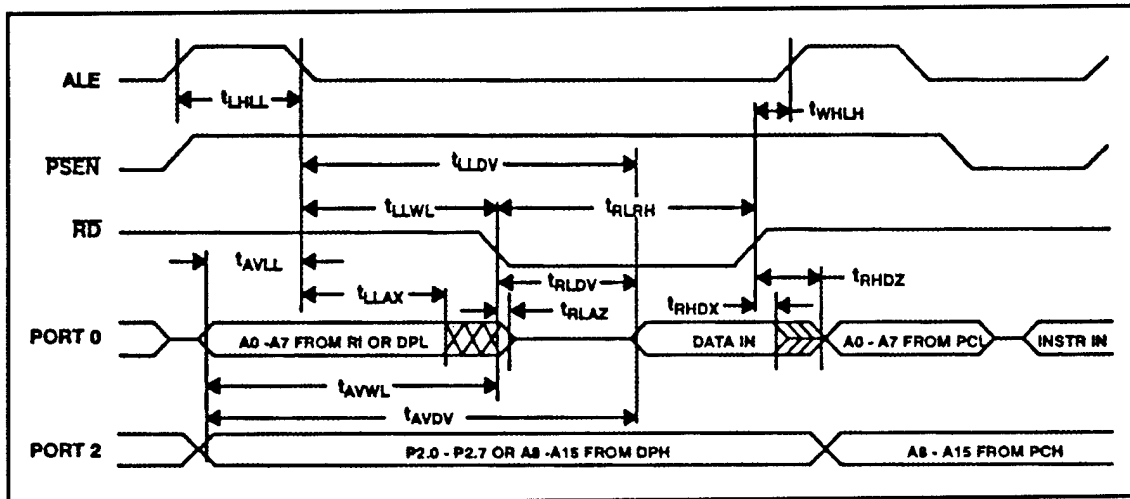 ALE
tLHLL
tWHLH
PSEN
tLLDV
tLLWL
tRLRH
RD
tAVLL
tRLDV
tRHDZ
tLLAX
tRLAZ
tRHDX
PORT 0
A0 -A7 FROM RI OR DPL
DATA IN
A0 - A7 FROM PCL
INSTR IN
tAVWL
tAVDV
PORT 2
P2.0 - P2.7 OR A8 -A15 FROM DPH
A8 - A15 FROM PCH